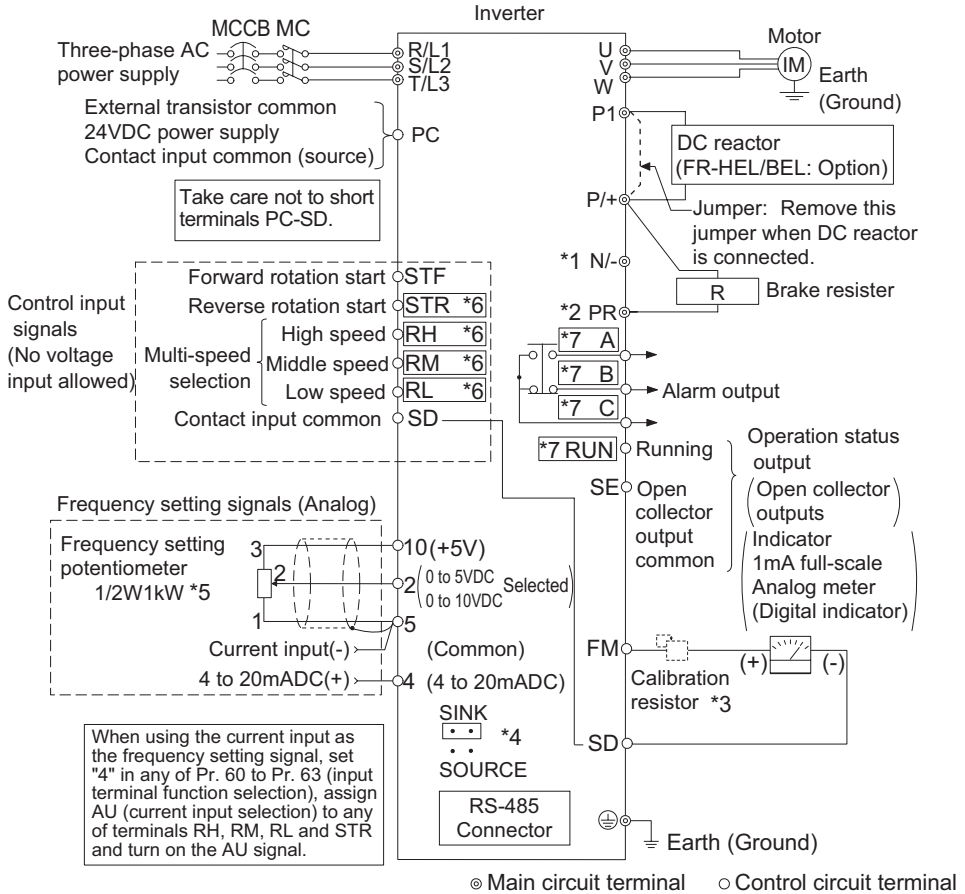 Inverter
MCCB MC
Three-phase AC
power supply
R/L1
S/L2
T/L3
U
V
W
Motor
IM
Earth
(Ground)
External transistor common
24VDC power supply
Contact input common (source)
PC
Take care not to short
terminals PC-SD.
P1
DC reactor
(FR-HEL/BEL: Option)
P/+
Jumper: Remove this
jumper when DC reactor
is connected.
*1 N/-
R
Brake resister
*2 PR
Control input
signals
(No voltage
input allowed)
Forward rotation start
STF
Reverse rotation start
STR *6
Multi-speed
selection
High speed
RH *6
Middle speed
RM *6
Low speed
RL *6
Contact input common
SD
*7 A
*7 B
*7 C
Alarm output
*7 RUN
Running
SE
Open
collector
output
common
Operation status
output
(Open collector
outputs)
Indicator
1mA full-scale
Analog meter
(Digital indicator)
Frequency setting signals (Analog)
Frequency setting
potentiometer
1/2W1kW *5
3
2
1
10(+5V)
2
0 to 5VDC
0 to 10VDC
Selected
5
(Common)
Current input(-)
4 to 20mADC(+)
4
(4 to 20mADC)
FM
Calibration
resistor *3
(+)
(-)
SD
SINK
*4
SOURCE
RS-485
Connector
When using the current input as
the frequency setting signal, set
"4" in any of Pr. 60 to Pr. 63 (input
terminal function selection), assign
AU (current input selection) to any
of terminals RH, RM, RL and STR
and turn on the AU signal.
Earth (Ground)
Main circuit terminal
Control circuit terminal